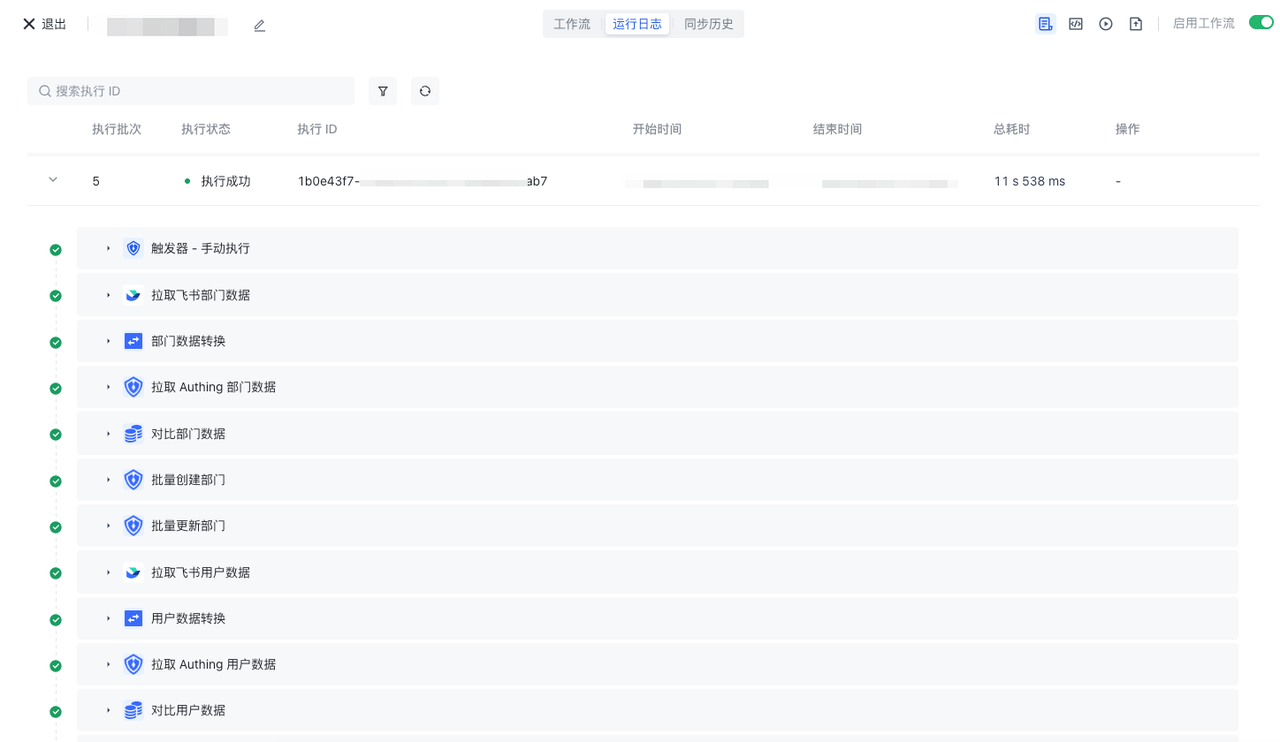 退出 工作流 运行日志 同步历史 启用工作流
搜索执行 ID
执行批次 执行状态 执行 ID 开始时间 结束时间 总耗时 操作
5 执行成功 1b0e43f7- ab7 11 s 538 ms -
触发器 - 手动执行
拉取飞书部门数据
部门数据转换
拉取 Authing 部门数据
对比部门数据
批量创建部门
批量更新部门
拉取飞书用户数据
用户数据转换
拉取 Authing 用户数据
对比用户数据